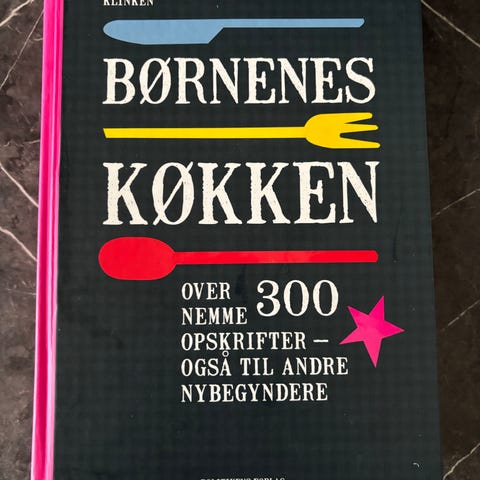 KLINKEN
BØRNENES
KØKKEN
OVER 300
NEMME
OPSKRIFTER —
OGSÅ TIL ANDRE
NYBEGYNDERE